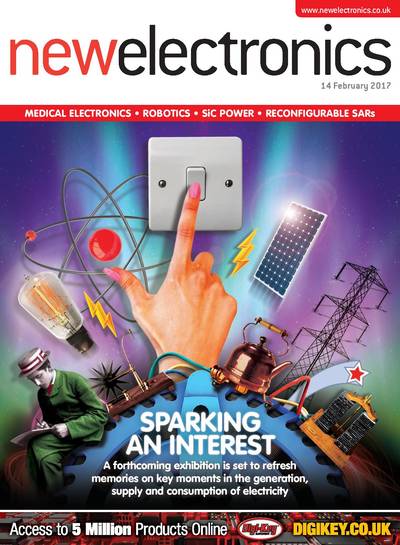 www.newelectronics.co.uk
newelectronics
14 February 2017
MEDICAL ELECTRONICS • ROBOTICS • SiC POWER • RECONFIGURABLE SARs
SPARKING
AN INTEREST
A forthcoming exhibition is set to refresh
memories on key moments in the generation,
supply and consumption of electricity
Access to 5 Million Products Online Digi-Key DIGIKEY.CO.UK